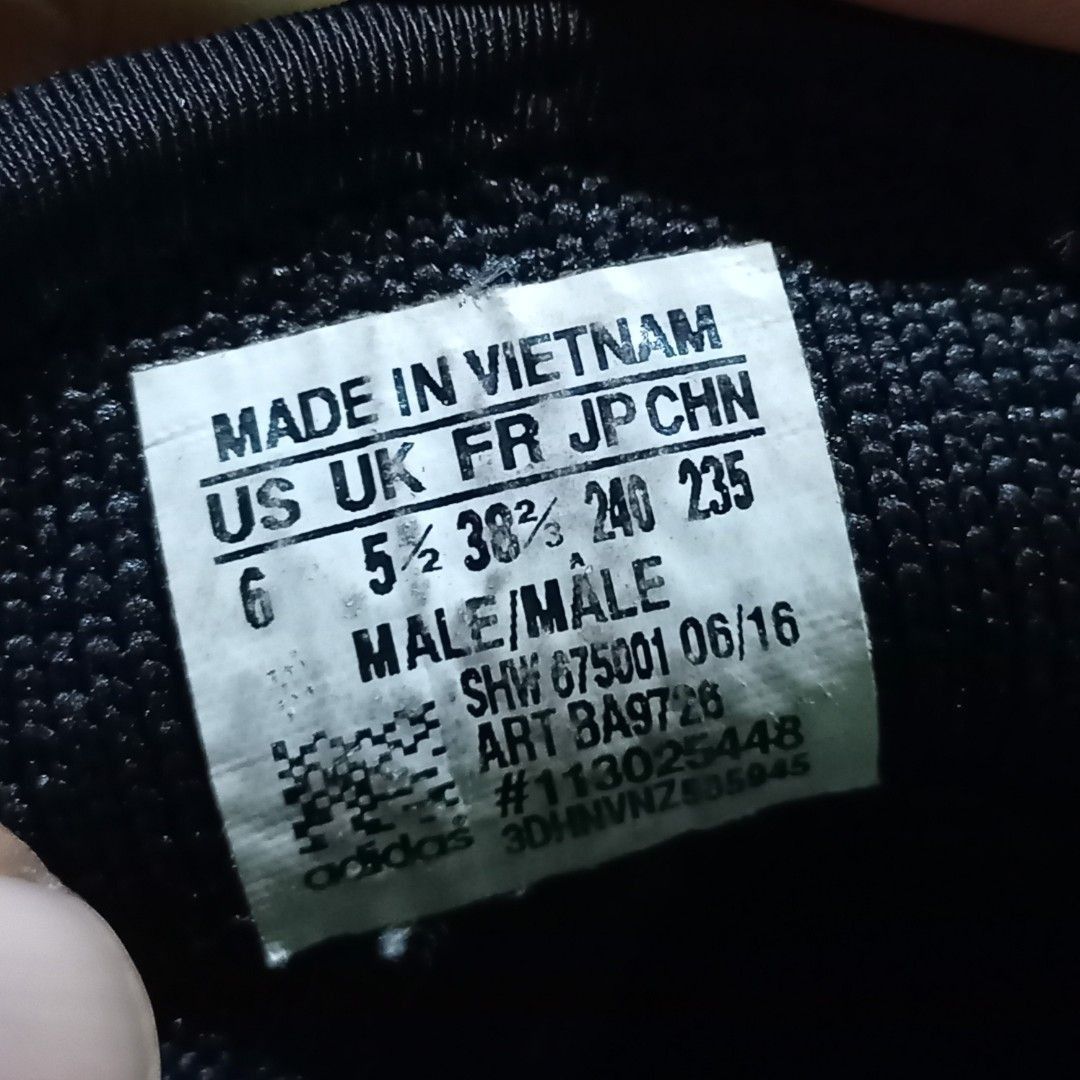 MADE IN VIETNAM
US UK FR JP CHN
6 5½ 38⅔ 240 235
MALE/MÂLE
SHW 675001 06/16
ART BA9726
#113025448
adidas